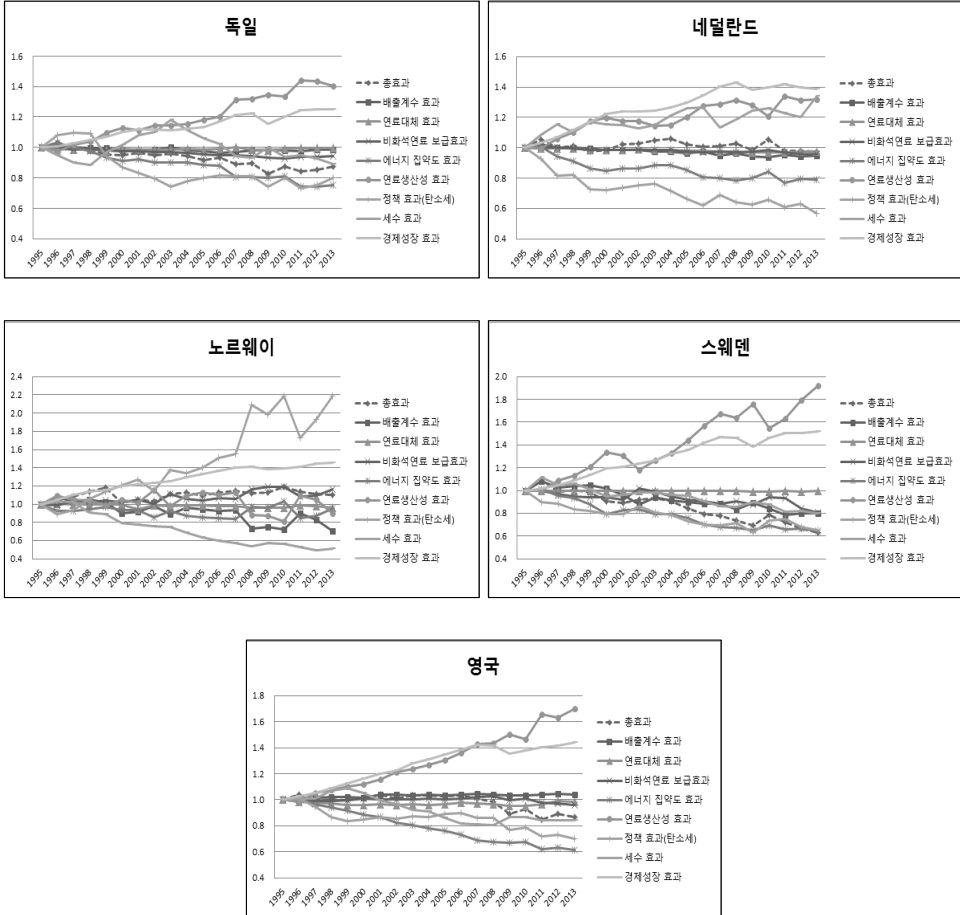 독일
1.6
1.4
1.2
1.0
0.8
0.6
0.4
1995 1996 1997 1998 1999 2000 2001 2002 2003 2004 2005 2006 2007 2008 2009 2010 2011 2012 2013
총효과
배출계수 효과
연료대체 효과
비화석연료 보급효과
에너지 집약도 효과
연료생산성 효과
정책 효과(탄소세)
세수 효과
경제성장 효과
네덜란드
1.6
1.4
1.2
1.0
0.8
0.6
0.4
1995 1996 1997 1998 1999 2000 2001 2002 2003 2004 2005 2006 2007 2008 2009 2010 2011 2012 2013
총효과
배출계수 효과
연료대체 효과
비화석연료 보급효과
에너지 집약도 효과
연료생산성 효과
정책 효과(탄소세)
세수 효과
경제성장 효과
노르웨이
2.4
2.2
2.0
1.8
1.6
1.4
1.2
1.0
0.8
0.6
0.4
1995 1996 1997 1998 1999 2000 2001 2002 2003 2004 2005 2006 2007 2008 2009 2010 2011 2012 2013
총효과
배출계수 효과
연료대체 효과
비화석연료 보급효과
에너지 집약도 효과
연료생산성 효과
정책 효과(탄소세)
세수 효과
경제성장 효과
스웨덴
2.0
1.8
1.6
1.4
1.2
1.0
0.8
0.6
0.4
1995 1996 1997 1998 1999 2000 2001 2002 2003 2004 2005 2006 2007 2008 2009 2010 2011 2012 2013
총효과
배출계수 효과
연료대체 효과
비화석연료 보급효과
에너지 집약도 효과
연료생산성 효과
정책 효과(탄소세)
세수 효과
경제성장 효과
영국
1.8
1.6
1.4
1.2
1.0
0.8
0.6
0.4
1995 1996 1997 1998 1999 2000 2001 2002 2003 2004 2005 2006 2007 2008 2009 2010 2011 2012 2013
총효과
배출계수 효과
연료대체 효과
비화석연료 보급효과
에너지 집약도 효과
연료생산성 효과
정책 효과(탄소세)
세수 효과
경제성장 효과